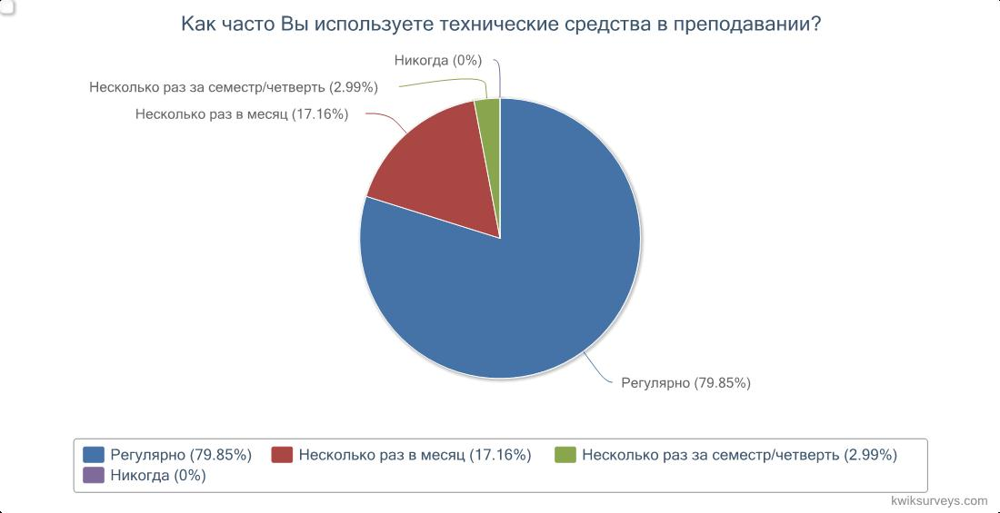 Как часто Вы используете технические средства в преподавании?
Никогда (0%)
Несколько раз за семестр/четверть (2.99%)
Несколько раз в месяц (17.16%)
Регулярно (79.85%)
Регулярно (79.85%) Несколько раз в месяц (17.16%) Несколько раз за семестр/четверть (2.99%)
Никогда (0%)
kwiksurveys.com